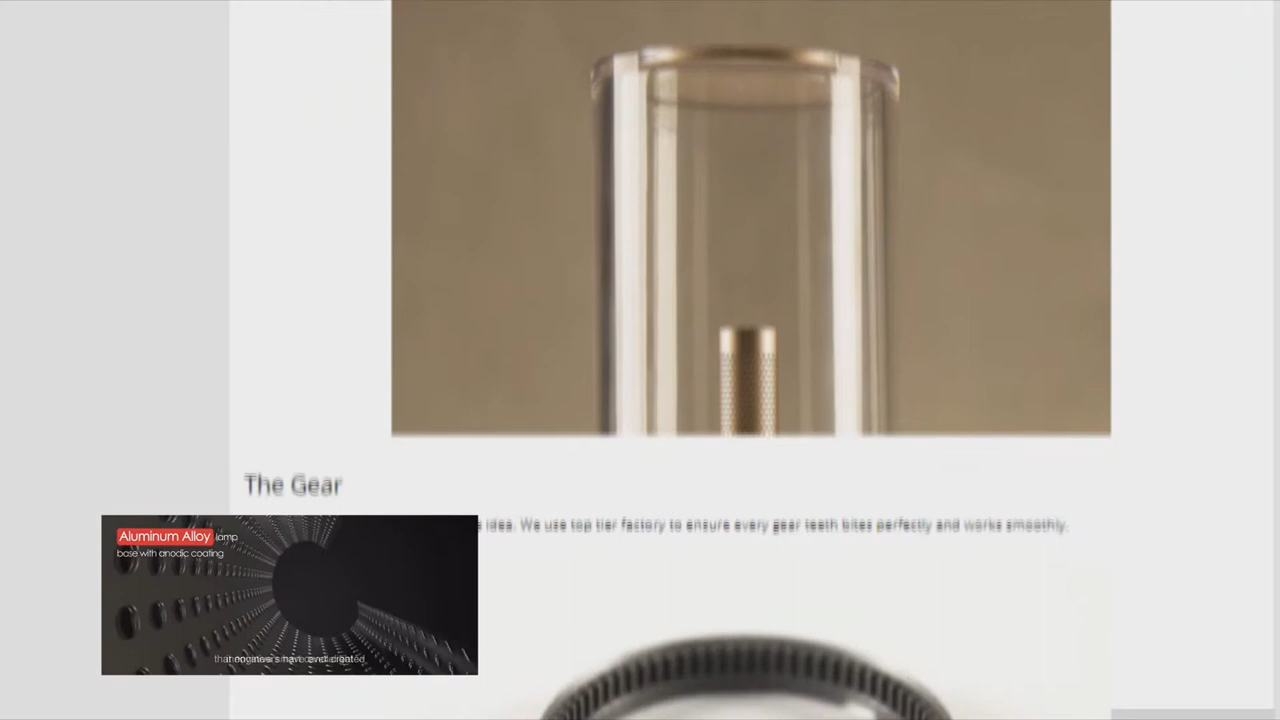 The Gear
idea. We use top tier factory to ensure every gear teeth bites perfectly and works smoothly.
Aluminum Alloy lamp
base with anodic coating